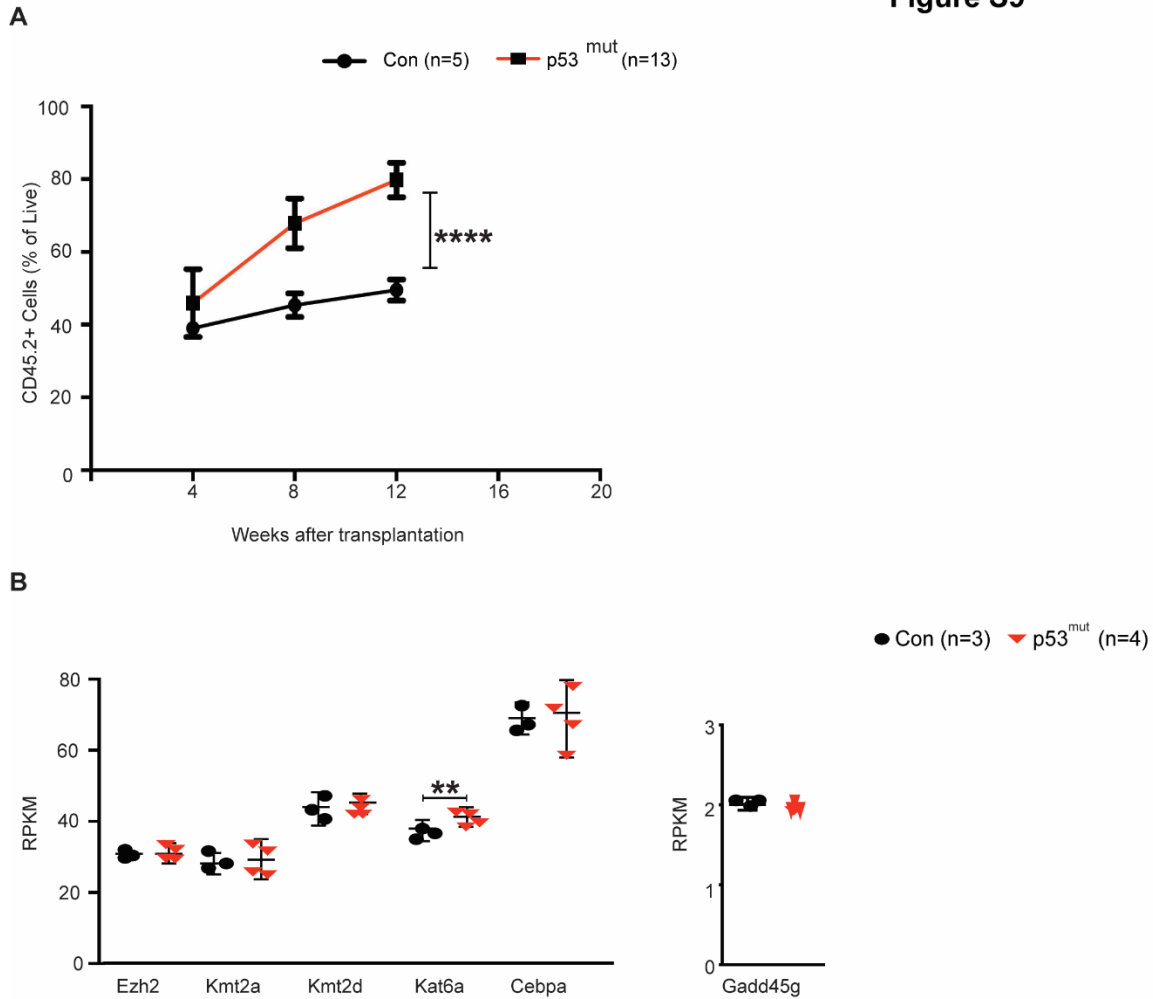 Figure S9
A
Con (n=5) p53 mut (n=13)
100
80
60
40
20
0
CD45.2+ Cells (% of Live)
****
4 8 12 16 20
Weeks after transplantation
B
Con (n=3) p53mut (n=4)
80
60
40
20
0
RPKM
**
Ezh2 Kmt2a Kmt2d Kat6a Cebpa
3
2
1
0
RPKM
Gadd45g